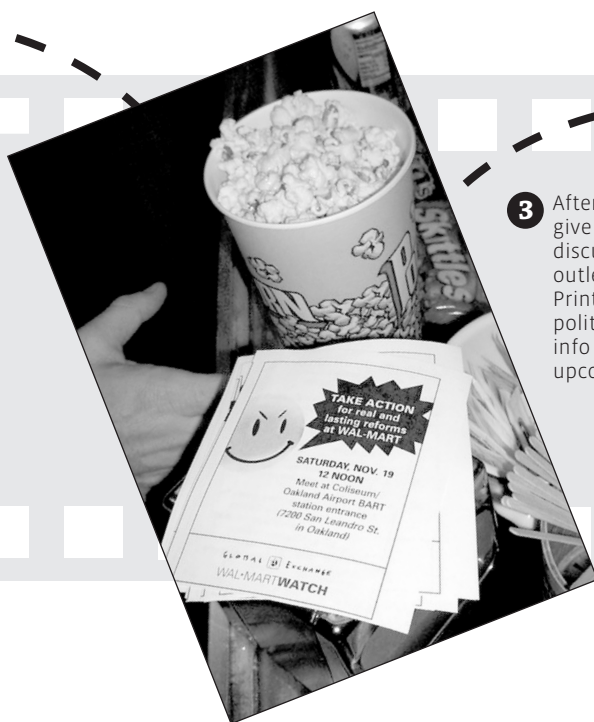 3 After
give
discu
outle
Print
polit
info
upco
Skittles
TAKE ACTION
for real and
lasting reforms
at WAL-MART
SATURDAY, NOV. 19
12 NOON
Meet at Coliseum/
Oakland Airport BART
station entrance
(7200 San Leandro St.
in Oakland)
GLOBAL EXCHANGE
WAL•MARTWATCH